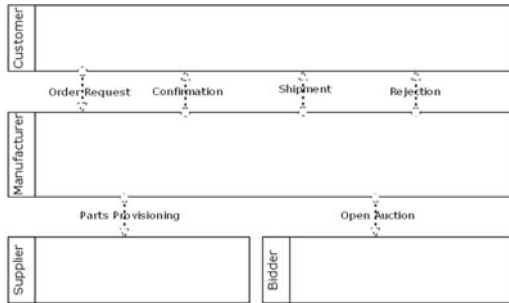 Customer
Order Request
Confirmation
Shipment
Rejection
Manufacturer
Parts Provisioning
Open Auction
Supplier
Bidder